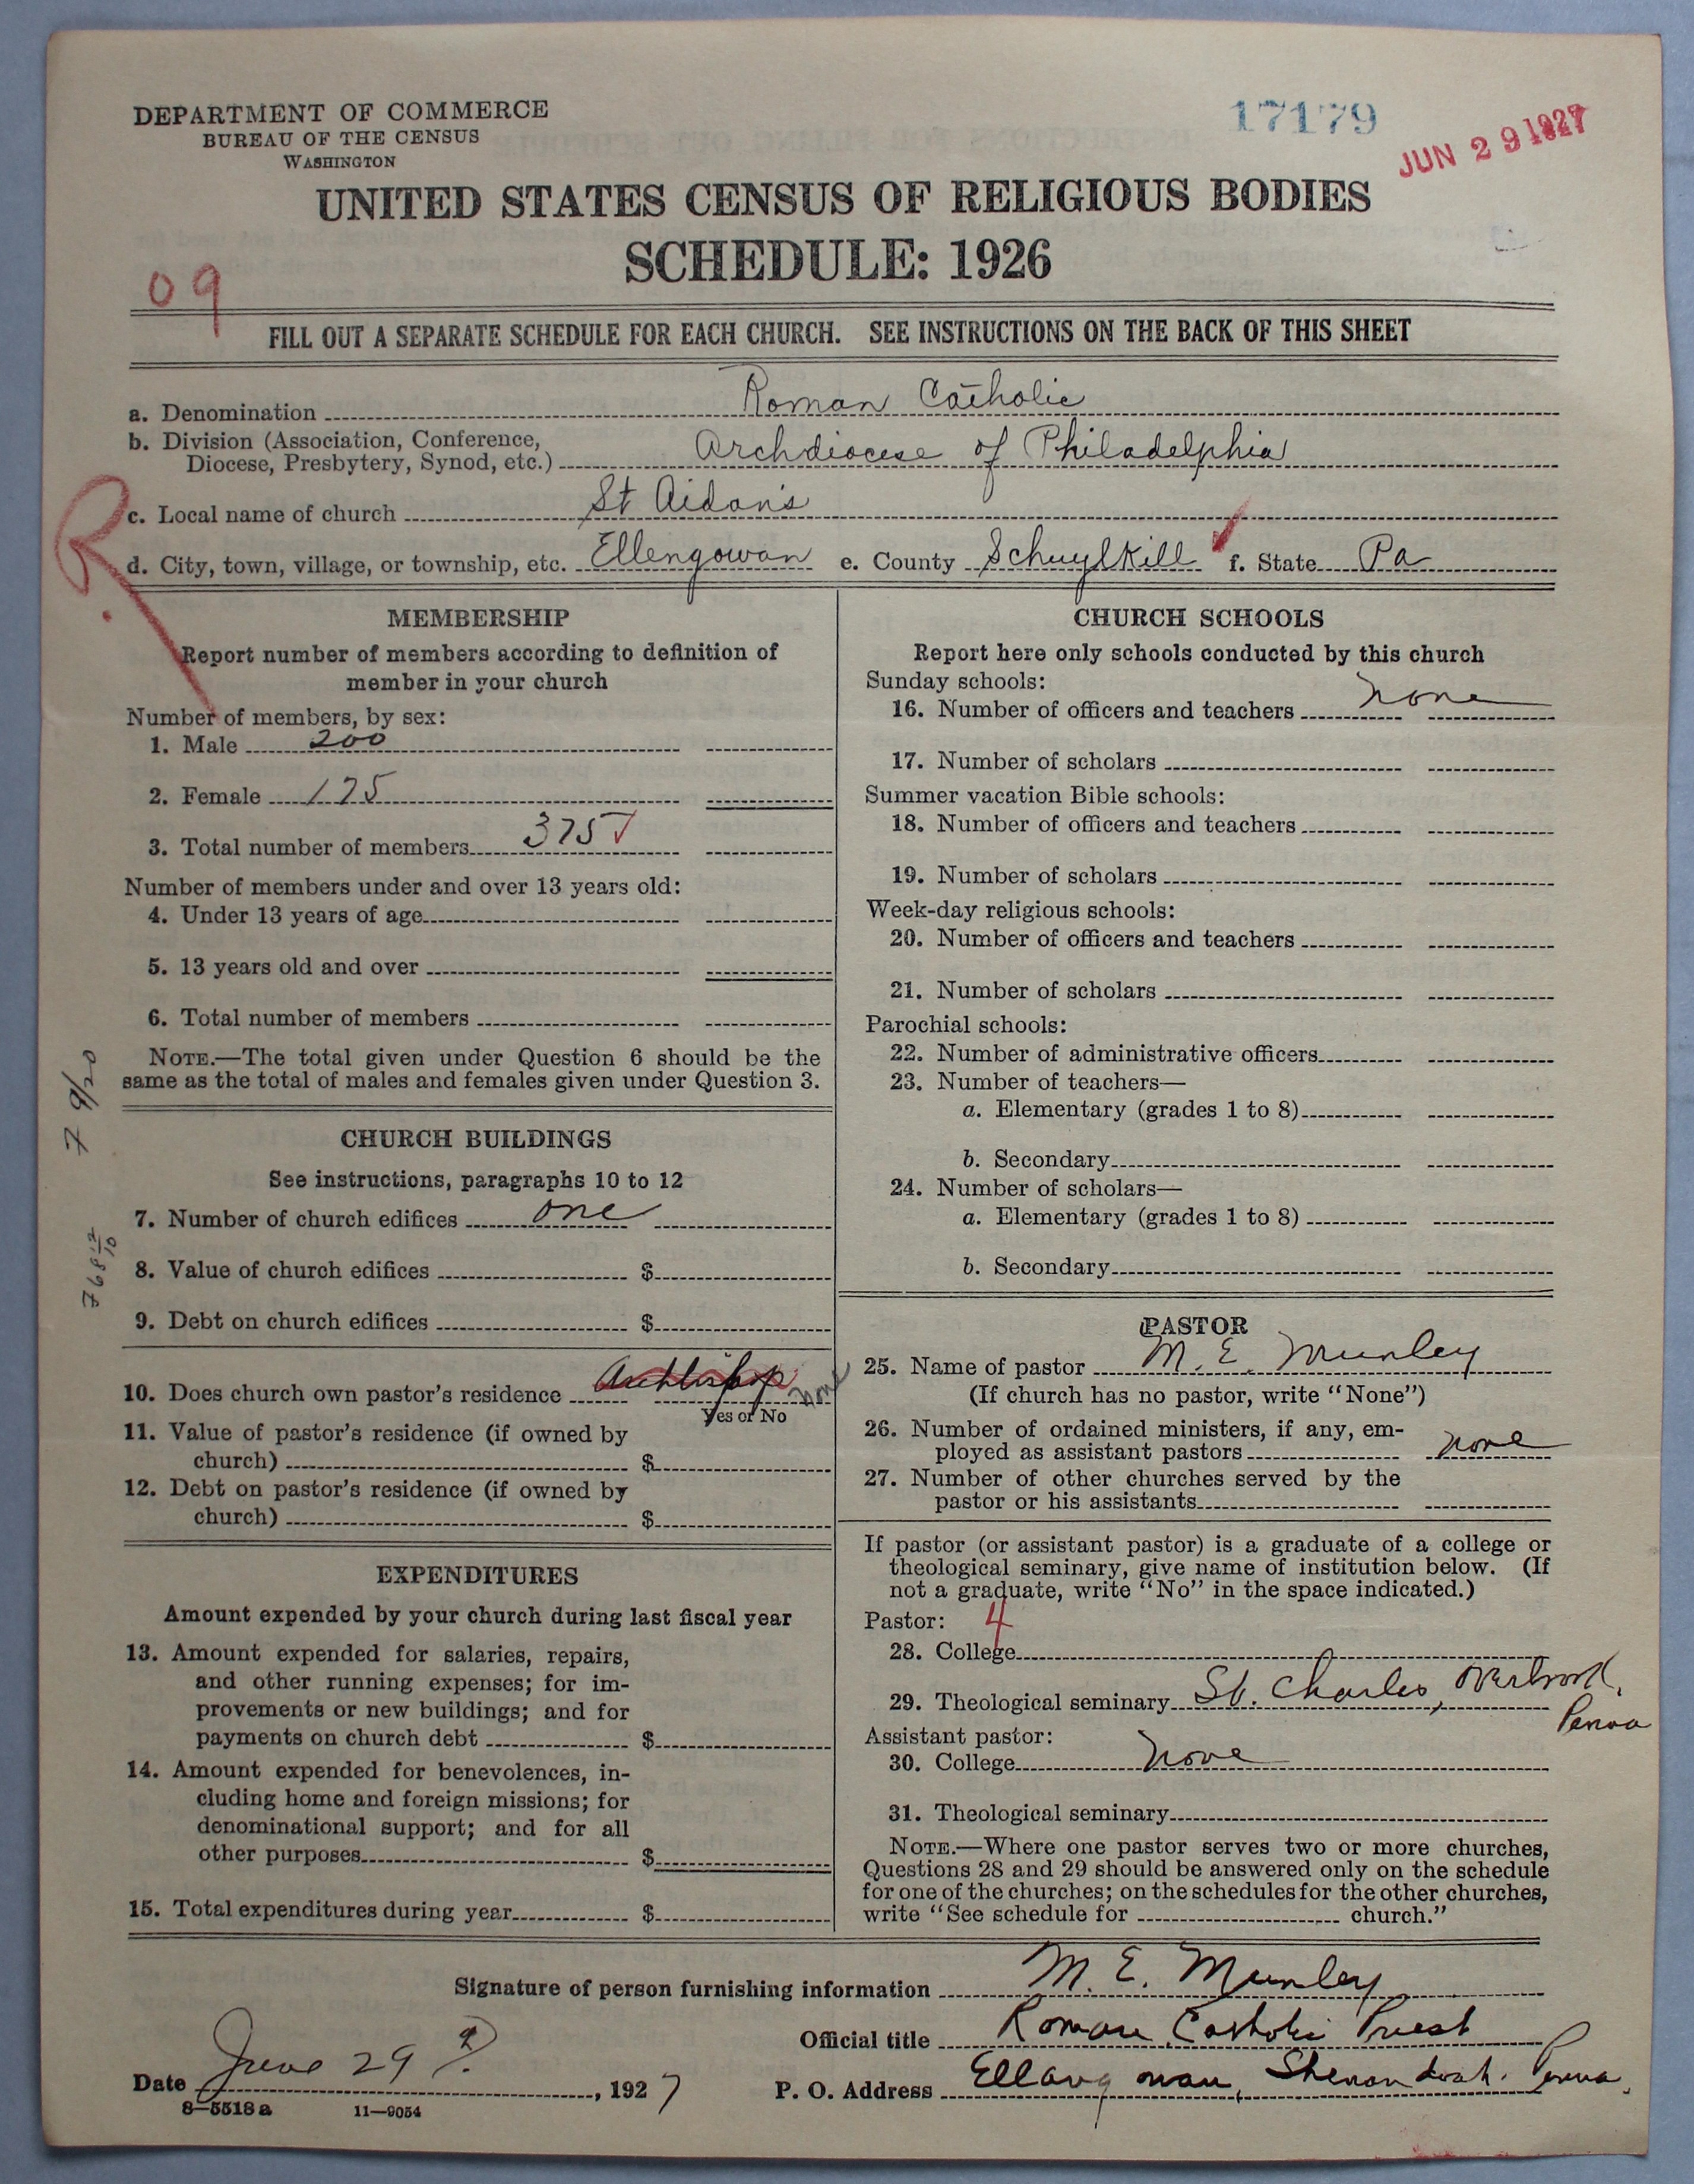 DEPARTMENT OF COMMERCE
BUREAU OF THE CENSUS
WASHINGTON
17179
JUN 29 1927
UNITED STATES CENSUS OF RELIGIOUS BODIES
SCHEDULE: 1926
09
FILL OUT A SEPARATE SCHEDULE FOR EACH CHURCH. SEE INSTRUCTIONS ON THE BACK OF THIS SHEET
a. Denomination Roman Catholic
b. Division (Association, Conference,
Diocese, Presbytery, Synod, etc.) Archdiocese of Philadelphia
c. Local name of church St Aidan's
d. City, town, village, or township, etc. Ellengowan e. County Schuylkill f. State Pa
MEMBERSHIP
Report number of members according to definition of
member in your church
Number of members, by sex:
1. Male 200
2. Female 175
3. Total number of members 375
Number of members under and over 13 years old:
4. Under 13 years of age
5. 13 years old and over
6. Total number of members
NOTE.—The total given under Question 6 should be the
same as the total of males and females given under Question 3.
7 9/20
CHURCH BUILDINGS
See instructions, paragraphs 10 to 12
7. Number of church edifices one
8. Value of church edifices $
9. Debt on church edifices $
10. Does church own pastor's residence Archbishop none
Yes or No
11. Value of pastor's residence (if owned by
church) $
12. Debt on pastor's residence (if owned by
church) $
EXPENDITURES
Amount expended by your church during last fiscal year
13. Amount expended for salaries, repairs,
and other running expenses; for im-
provements or new buildings; and for
payments on church debt $
14. Amount expended for benevolences, in-
cluding home and foreign missions; for
denominational support; and for all
other purposes $
15. Total expenditures during year $
CHURCH SCHOOLS
Report here only schools conducted by this church
Sunday schools:
16. Number of officers and teachers none
17. Number of scholars
Summer vacation Bible schools:
18. Number of officers and teachers
19. Number of scholars
Week-day religious schools:
20. Number of officers and teachers
21. Number of scholars
Parochial schools:
22. Number of administrative officers
23. Number of teachers—
a. Elementary (grades 1 to 8)
b. Secondary
24. Number of scholars—
a. Elementary (grades 1 to 8)
b. Secondary
PASTOR
25. Name of pastor M. E. Munley
(If church has no pastor, write "None")
26. Number of ordained ministers, if any, em-
ployed as assistant pastors none
27. Number of other churches served by the
pastor or his assistants
If pastor (or assistant pastor) is a graduate of a college or
theological seminary, give name of institution below. (If
not a graduate, write "No" in the space indicated.)
Pastor: 4
28. College
29. Theological seminary St. Charles, Overbrook,
Penna
Assistant pastor:
30. College none
31. Theological seminary
NOTE.—Where one pastor serves two or more churches,
Questions 28 and 29 should be answered only on the schedule
for one of the churches; on the schedules for the other churches,
write "See schedule for church."
Signature of person furnishing information M. E. Munley
Official title Roman Catholic Priest
Date June 29, 1927
P. O. Address Ellangowan, Shenandoah. Penna.
8—5518a 11—9054